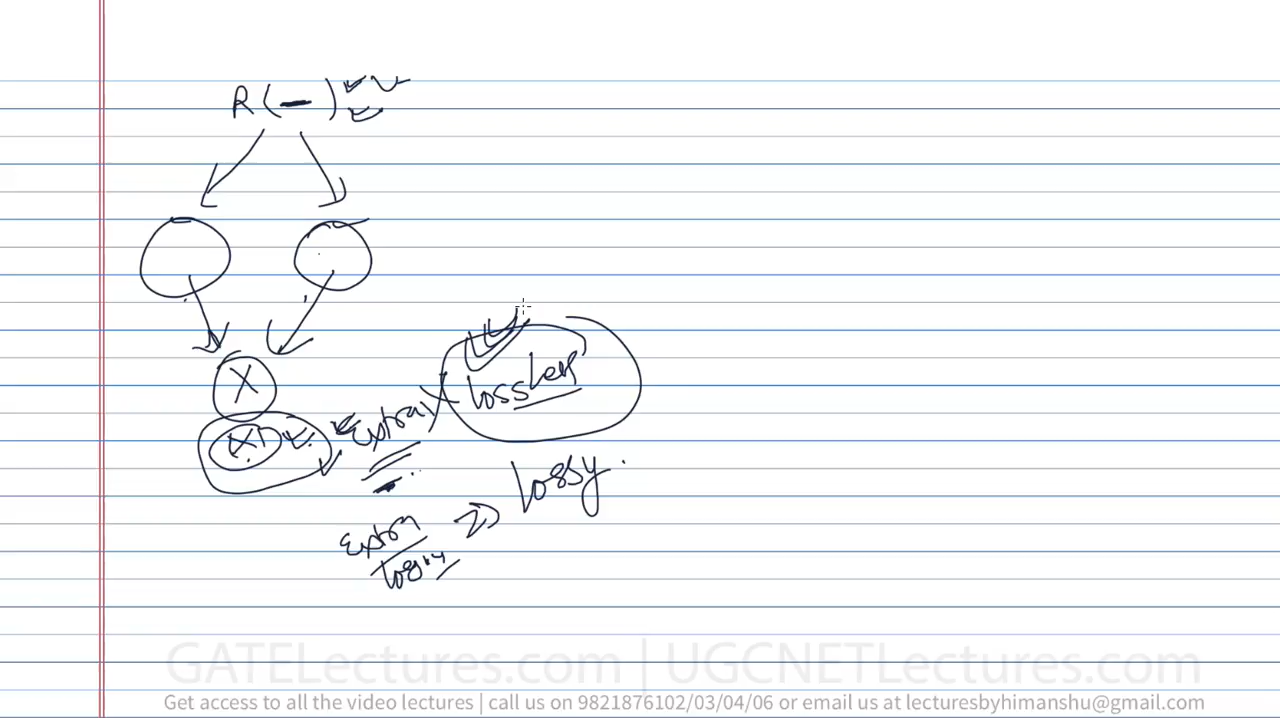 R (—)
X
Extra X lossless
X
lossy.
Extra
GATELectures.com | UGCNETLectures.com
Get access to all the video lectures | call us on 9821876102/03/04/06 or email us at lecturesbyhimanshu@gmail.com